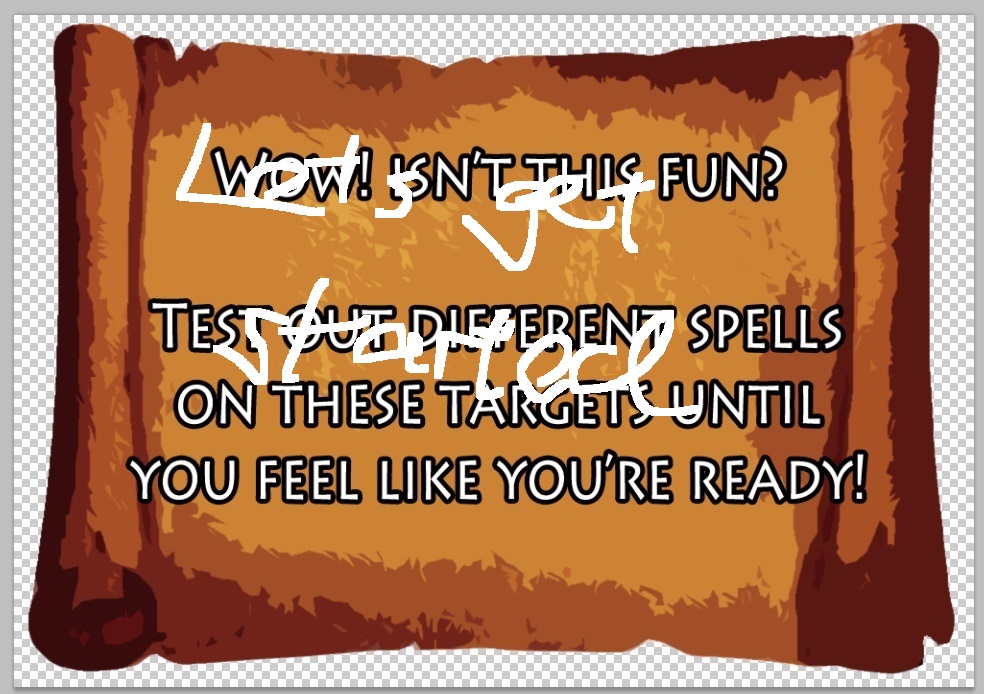 WOW! ISN'T THIS FUN?
Lets get
started
TEST OUT DIFFERENT SPELLS
ON THESE TARGETS UNTIL
YOU FEEL LIKE YOU'RE READY!